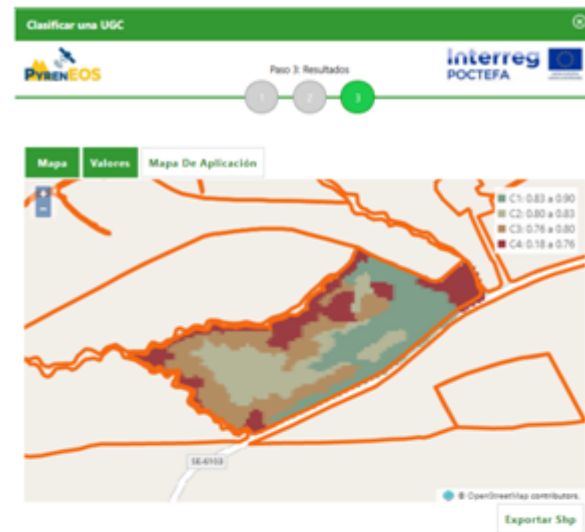 Clasificar una UGC
PYRENEOS
Paso 3: Resultados
Interreg
POCTEFA
1 2 3
Mapa Valores Mapa De Aplicación
+
−
C1: 0.83 a 0.90
C2: 0.80 a 0.83
C3: 0.76 a 0.80
C4: 0.18 a 0.76
SE-6103
© OpenStreetMap contributors.
Exportar Shp